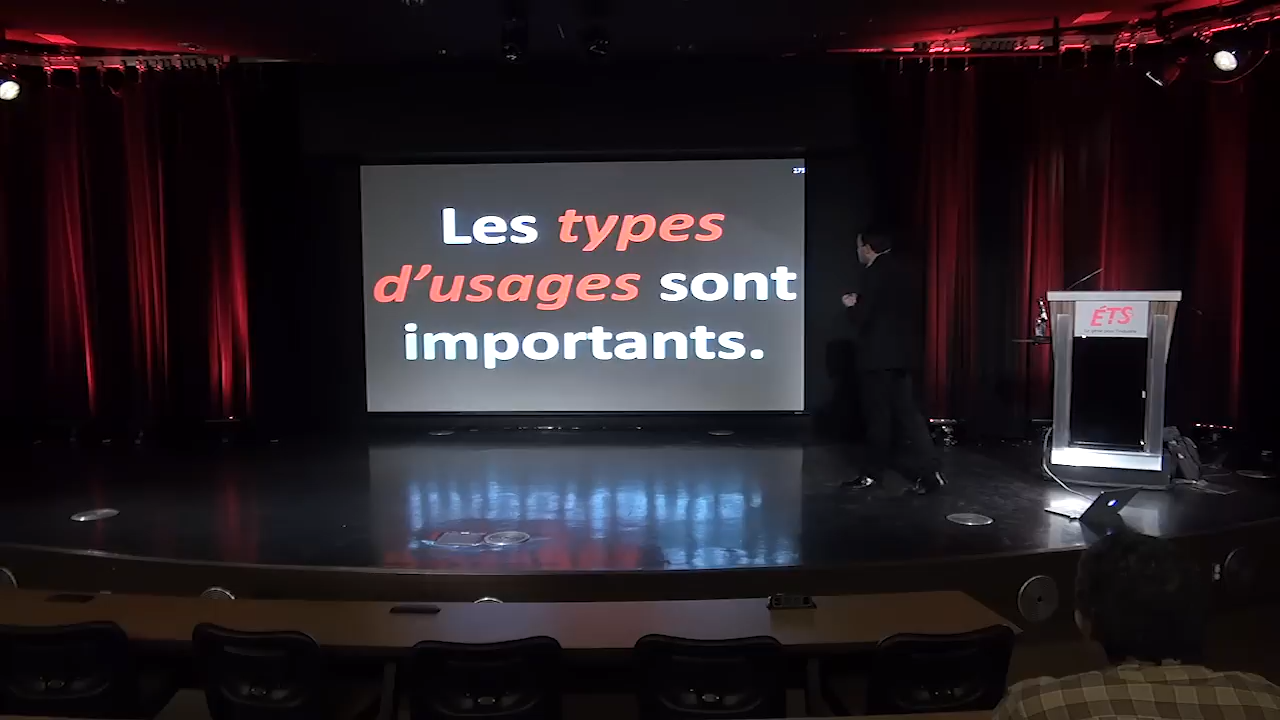 Les types
d’usages sont
importants.
ÉTS